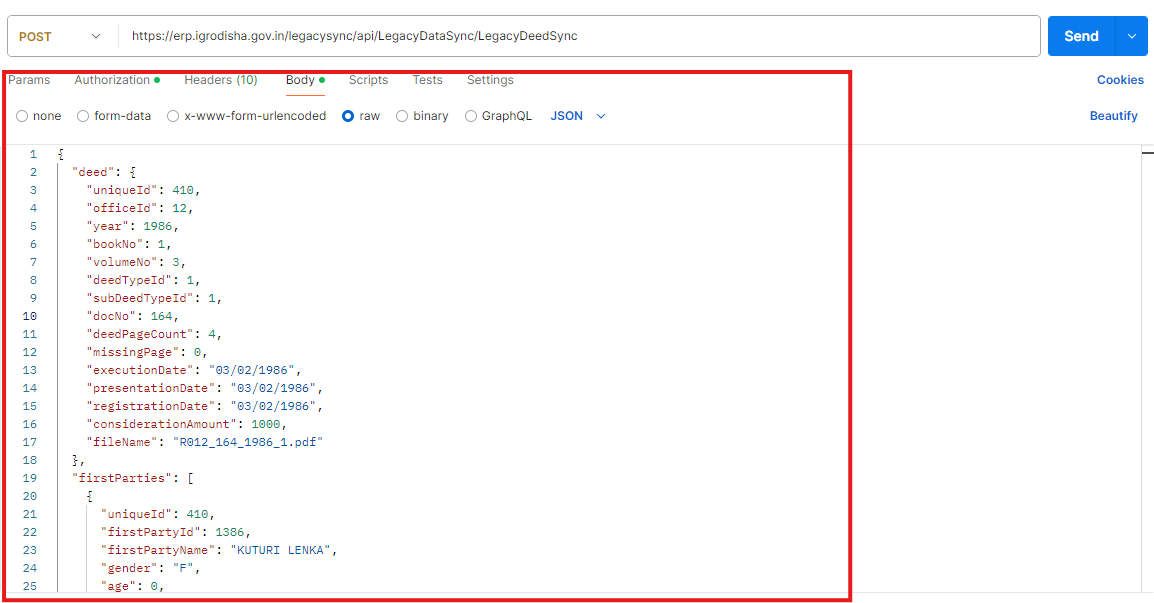 POST https://erp.igrodisha.gov.in/legacysync/api/LegacyDataSync/LegacyDeedSync Send
Params Authorization Headers (10) Body Scripts Tests Settings Cookies
none form-data x-www-form-urlencoded raw binary GraphQL JSON Beautify
1 {
2 "deed": {
3 "uniqueId": 410,
4 "officeId": 12,
5 "year": 1986,
6 "bookNo": 1,
7 "volumeNo": 3,
8 "deedTypeId": 1,
9 "subDeedTypeId": 1,
10 "docNo": 164,
11 "deedPageCount": 4,
12 "missingPage": 0,
13 "executionDate": "03/02/1986",
14 "presentationDate": "03/02/1986",
15 "registrationDate": "03/02/1986",
16 "considerationAmount": 1000,
17 "fileName": "R012_164_1986_1.pdf"
18 },
19 "firstParties": [
20 {
21 "uniqueId": 410,
22 "firstPartyId": 1386,
23 "firstPartyName": "KUTURI LENKA",
24 "gender": "F",
25 "age": 0,